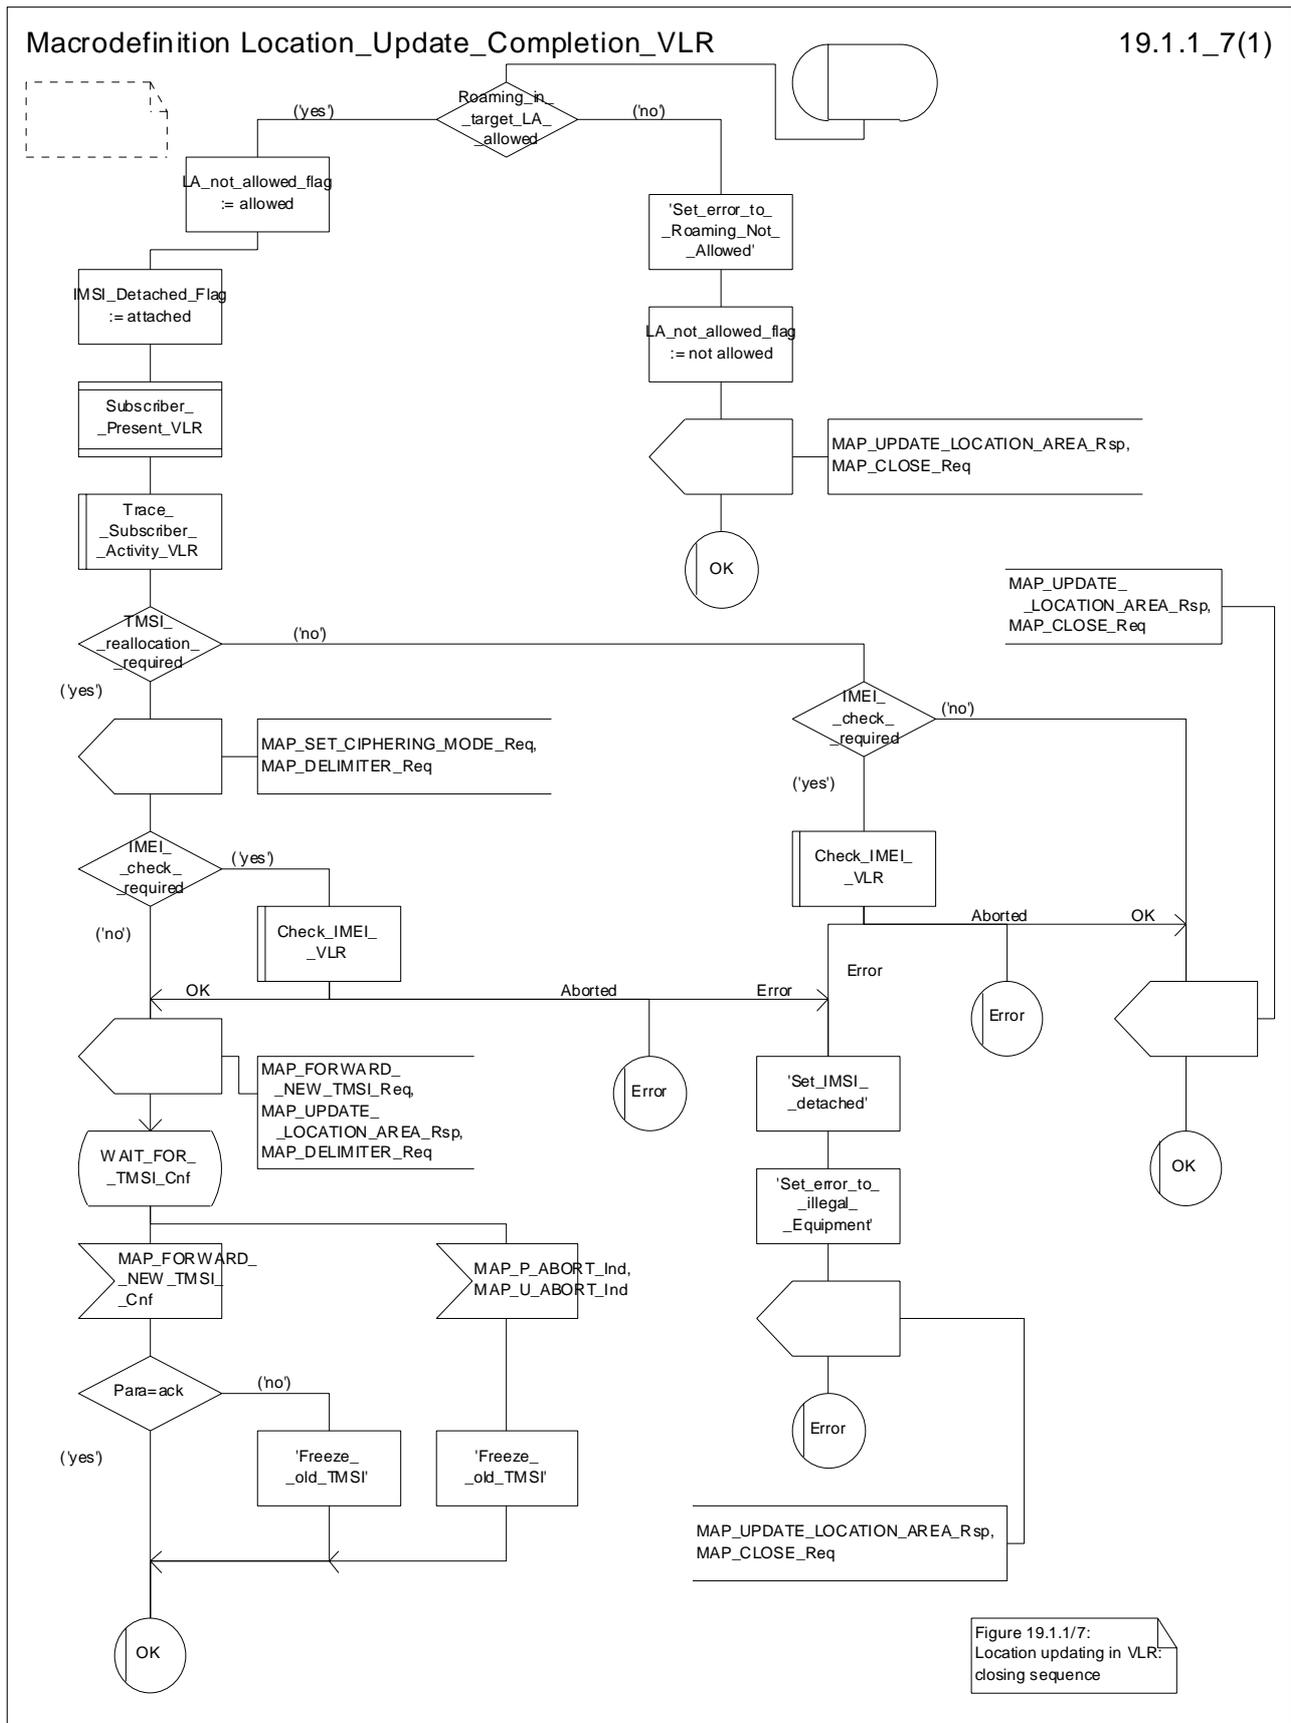 Macrodefinition Location_Update_Completion_VLR
19.1.1_7(1)
Roaming_in_
_target_LA_
_allowed
('yes')
('no')
LA_not_allowed_flag
:= allowed
'Set_error_to_
_Roaming_Not_
_Allowed'
IMSI_Detached_Flag
:= attached
LA_not_allowed_flag
:= not allowed
Subscriber_
_Present_VLR
MAP_UPDATE_LOCATION_AREA_Rsp,
MAP_CLOSE_Req
Trace_
_Subscriber_
_Activity_VLR
OK
MAP_UPDATE_
_LOCATION_AREA_Rsp,
MAP_CLOSE_Req
TMSI_
_reallocation_
_required
('no')
('yes')
IMEI_
_check_
_required
('no')
('yes')
MAP_SET_CIPHERING_MODE_Req,
MAP_DELIMITER_Req
IMEI_
_check_
_required
('yes')
('no')
Check_IMEI_
_VLR
Check_IMEI_
_VLR
Aborted
OK
Error
Error
OK
Aborted
Error
MAP_FORWARD_
_NEW_TMSI_Req,
MAP_UPDATE_
_LOCATION_AREA_Rsp,
MAP_DELIMITER_Req
Error
'Set_IMSI_
_detached'
WAIT_FOR_
_TMSI_Cnf
OK
'Set_error_to_
_illegal_
_Equipment'
MAP_FORWARD_
_NEW_TMSI_
_Cnf
MAP_P_ABORT_Ind,
MAP_U_ABORT_Ind
Para=ack
('no')
('yes')
Error
'Freeze_
_old_TMSI'
'Freeze_
_old_TMSI'
MAP_UPDATE_LOCATION_AREA_Rsp,
MAP_CLOSE_Req
OK
Figure 19.1.1/7:
Location updating in VLR:
closing sequence